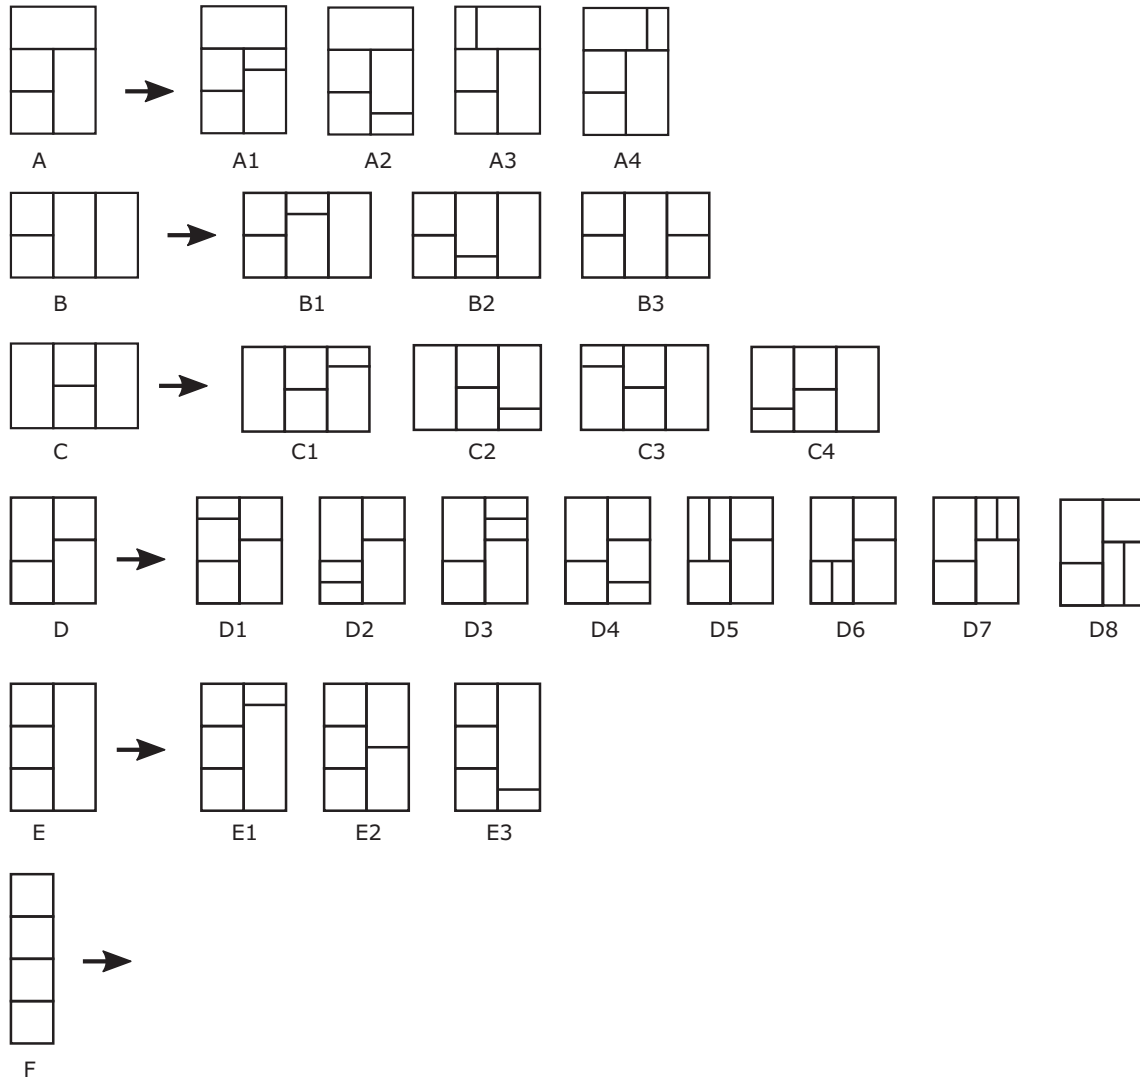 A A1 A2 A3 A4
B B1 B2 B3
C C1 C2 C3 C4
D D1 D2 D3 D4 D5 D6 D7 D8
E E1 E2 E3
F